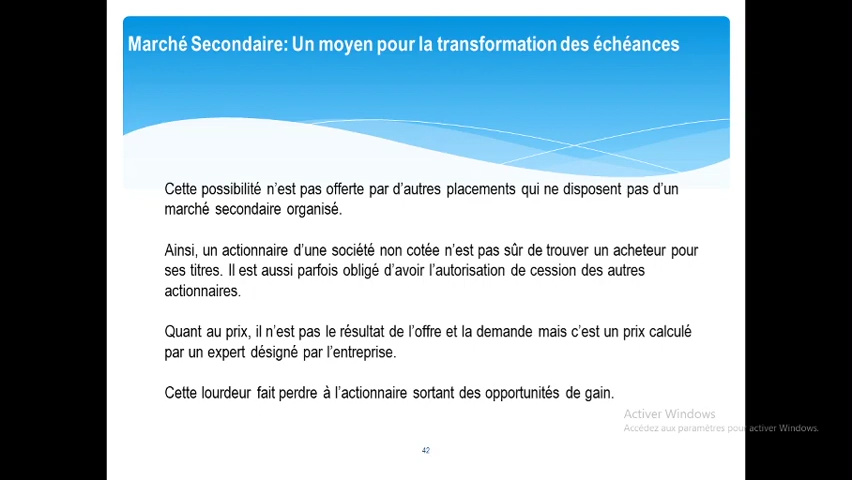 Marché Secondaire: Un moyen pour la transformation des échéances
Cette possibilité n’est pas offerte par d’autres placements qui ne disposent pas d’un
marché secondaire organisé.
Ainsi, un actionnaire d’une société non cotée n’est pas sûr de trouver un acheteur pour
ses titres. Il est aussi parfois obligé d’avoir l’autorisation de cession des autres
actionnaires.
Quant au prix, il n’est pas le résultat de l’offre et la demande mais c’est un prix calculé
par un expert désigné par l’entreprise.
Cette lourdeur fait perdre à l’actionnaire sortant des opportunités de gain.
Activer Windows
Accédez aux paramètres pour activer Windows.
42